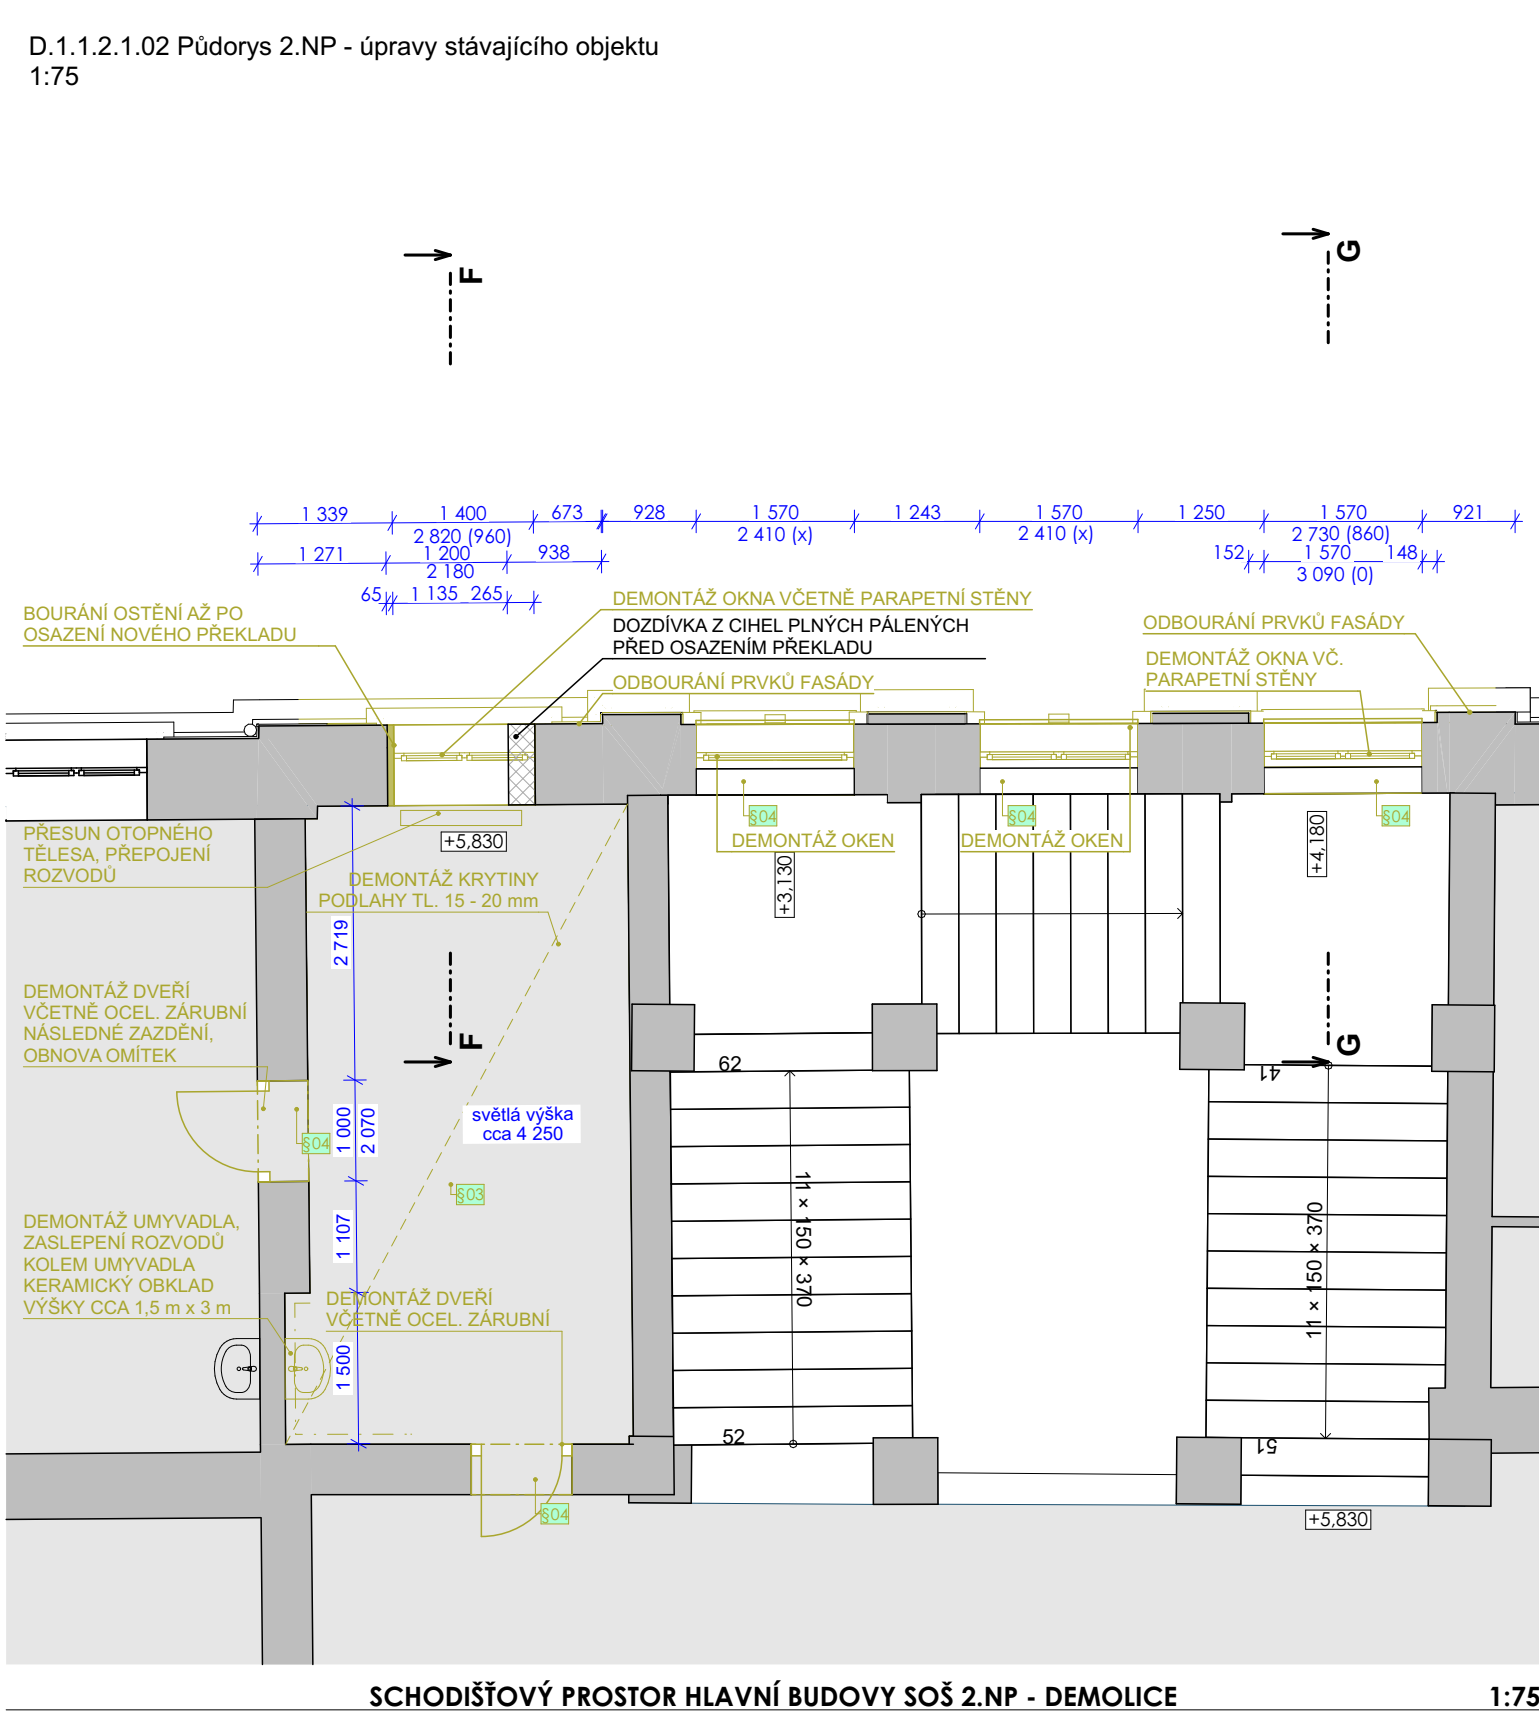 D.1.1.2.1.02 Půdorys 2.NP - úpravy stávajícího objektu
1:75
F
G
1 339
1 400
673
928
1 570
1 243
1 570
1 250
1 570
921
2 820 (960)
2 410 (x)
2 410 (x)
2 730 (860)
1 271
1 200
938
152
1 570
148
2 180
3 090 (0)
65
1 135
265
BOURÁNÍ OSTĚNÍ AŽ PO
OSAZENÍ NOVÉHO PŘEKLADU
DEMONTÁŽ OKNA VČETNĚ PARAPETNÍ STĚNY
DOZDÍVKA Z CIHEL PLNÝCH PÁLENÝCH
PŘED OSAZENÍM PŘEKLADU
ODBOURÁNÍ PRVKŮ FASÁDY
ODBOURÁNÍ PRVKŮ FASÁDY
DEMONTÁŽ OKNA VČ.
PARAPETNÍ STĚNY
§04
§04
§04
PŘESUN OTOPNÉHO
TĚLESA, PŘEPOJENÍ
ROZVODŮ
+5,830
DEMONTÁŽ OKEN
DEMONTÁŽ OKEN
+3,130
+4,180
DEMONTÁŽ KRYTINY
PODLAHY TL. 15 - 20 mm
2 719
DEMONTÁŽ DVEŘÍ
VČETNĚ OCEL. ZÁRUBNÍ
NÁSLEDNÉ ZAZDĚNÍ,
OBNOVA OMÍTEK
F
G
62
41
1 000
2 070
světlá výška
cca 4 250
§04
§03
1 107
11 × 150 × 370
11 × 150 × 370
DEMONTÁŽ UMYVADLA,
ZASLEPENÍ ROZVODŮ
KOLEM UMYVADLA
KERAMICKÝ OBKLAD
VÝŠKY CCA 1,5 m x 3 m
DEMONTÁŽ DVEŘÍ
VČETNĚ OCEL. ZÁRUBNÍ
1 500
52
51
§04
+5,830
SCHODIŠŤOVÝ PROSTOR HLAVNÍ BUDOVY SOŠ 2.NP - DEMOLICE
1:75